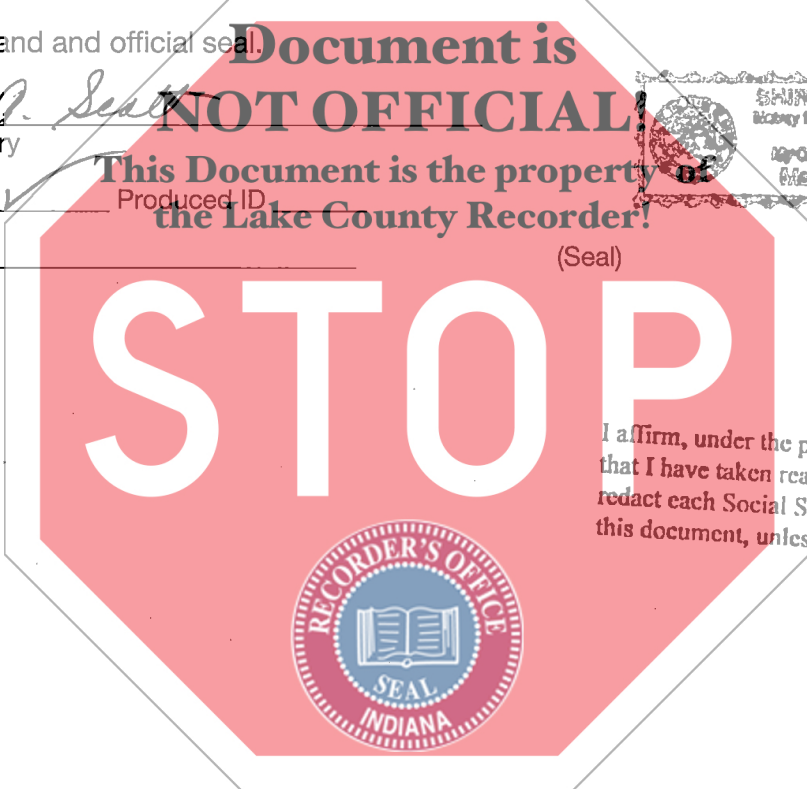 and and official seal.
Document is
NOT OFFICIAL!
This Document is the property of
the Lake County Recorder!
ry
Produced ID
(Seal)
STOP
I affirm, under the p
that I have taken rea
redact each Social S
this document, unles
RECORDER'S OFFICE
SEAL
INDIANA